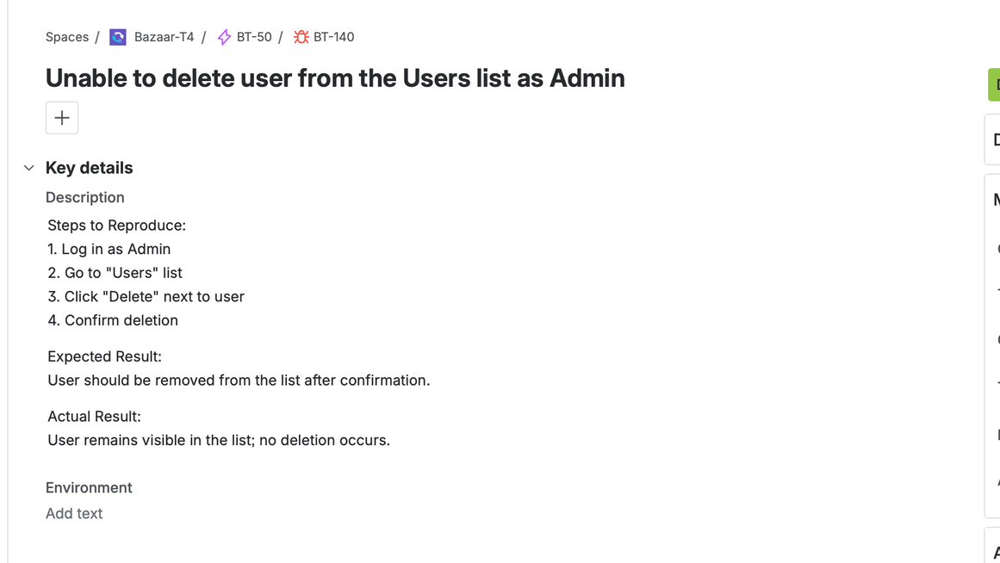 Spaces / Bazaar-T4 / BT-50 / BT-140
Unable to delete user from the Users list as Admin
Key details
Description
Steps to Reproduce:
1. Log in as Admin
2. Go to "Users" list
3. Click "Delete" next to user
4. Confirm deletion
Expected Result:
User should be removed from the list after confirmation.
Actual Result:
User remains visible in the list; no deletion occurs.
Environment
Add text